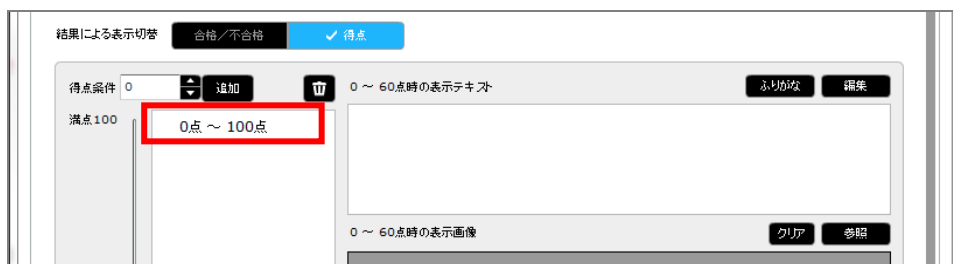 結果による表示切替 合格／不合格 ✓ 得点
得点条件 0 追加 0 ～ 60点時の表示テキスト ふりがな 編集
満点100 0点 ～ 100点
0 ～ 60点時の表示画像 クリア 参照